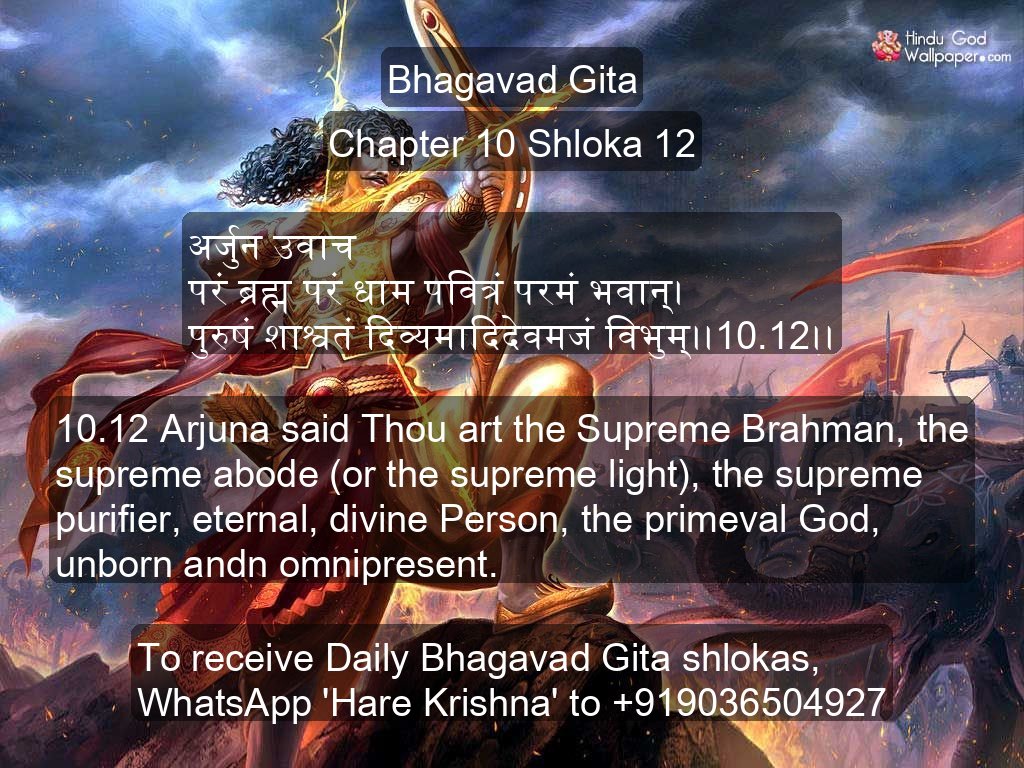 Hindu God
Wallpaper.com
Bhagavad Gita
Chapter 10 Shloka 12
अर्जुन उवाच
परं ब्रह्म परं धाम पवित्रं परमं भवान्।
पुरुषं शाश्वतं दिव्यमादिदेवमजं विभुम्।।10.12।।
10.12 Arjuna said Thou art the Supreme Brahman, the
supreme abode (or the supreme light), the supreme
purifier, eternal, divine Person, the primeval God,
unborn andn omnipresent.
To receive Daily Bhagavad Gita shlokas,
WhatsApp 'Hare Krishna' to +919036504927